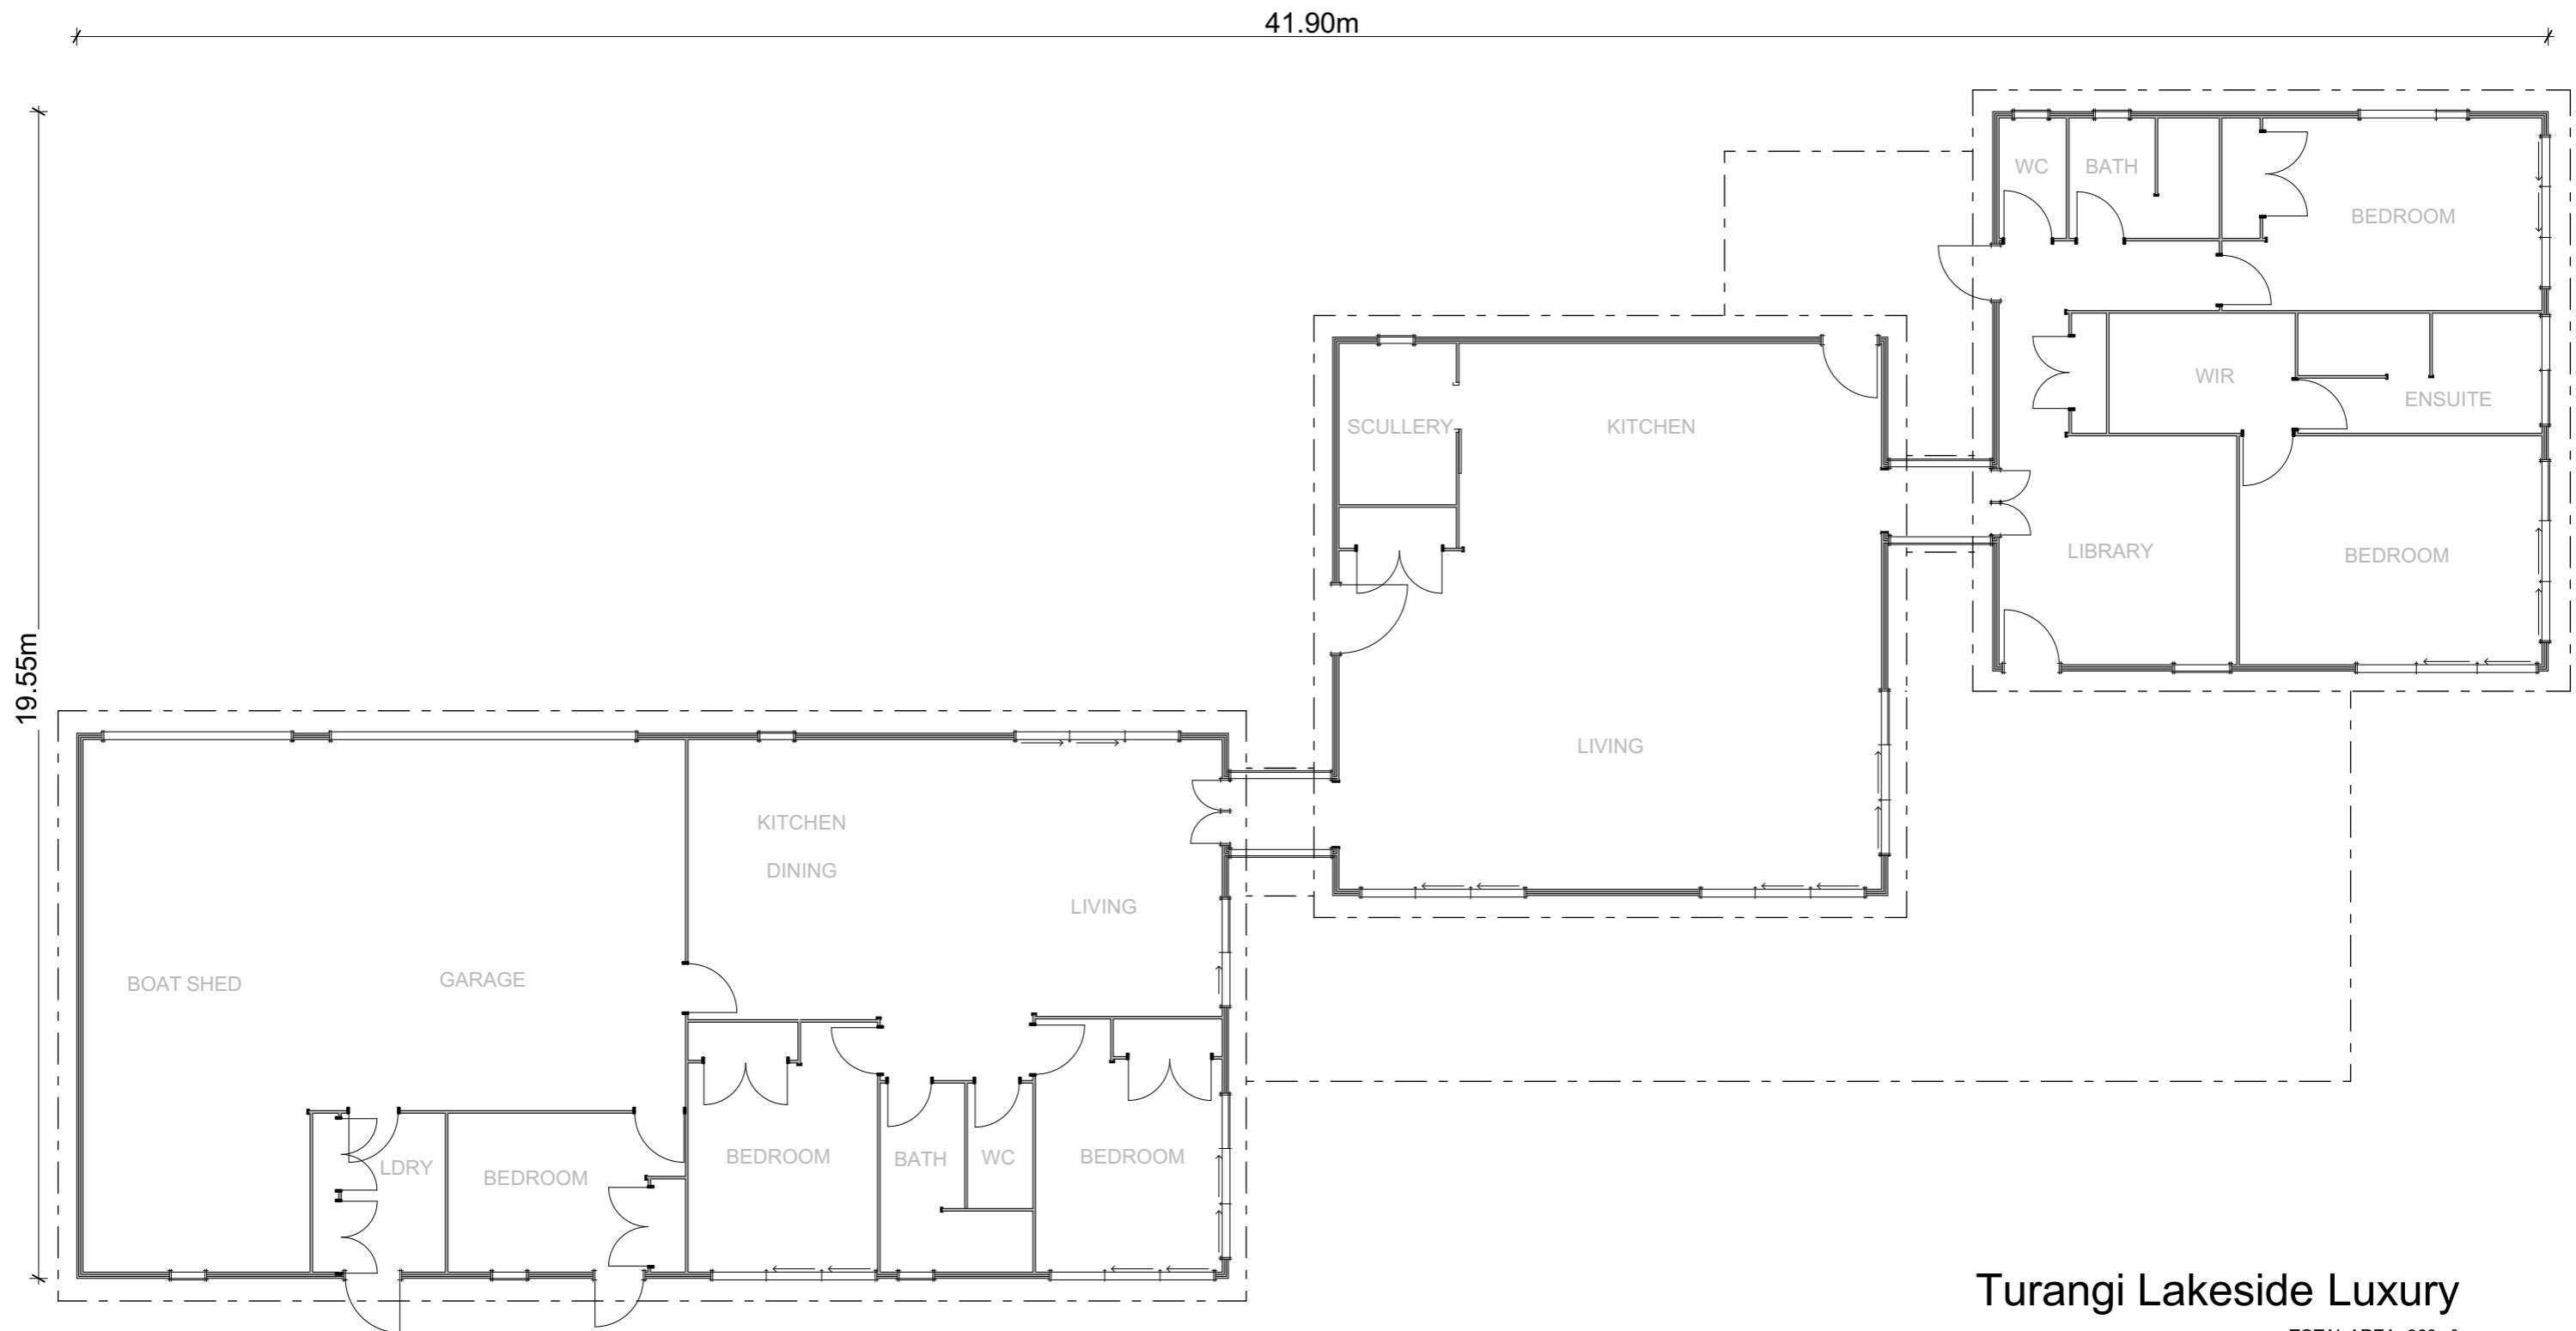 41.90m
19.55m
WC
BATH
BEDROOM
WIR
ENSUITE
SCULLERY
KITCHEN
LIBRARY
BEDROOM
LIVING
KITCHEN
DINING
LIVING
BOAT SHED
GARAGE
LDRY
BEDROOM
BEDROOM
BATH
WC
BEDROOM
Turangi Lakeside Luxury